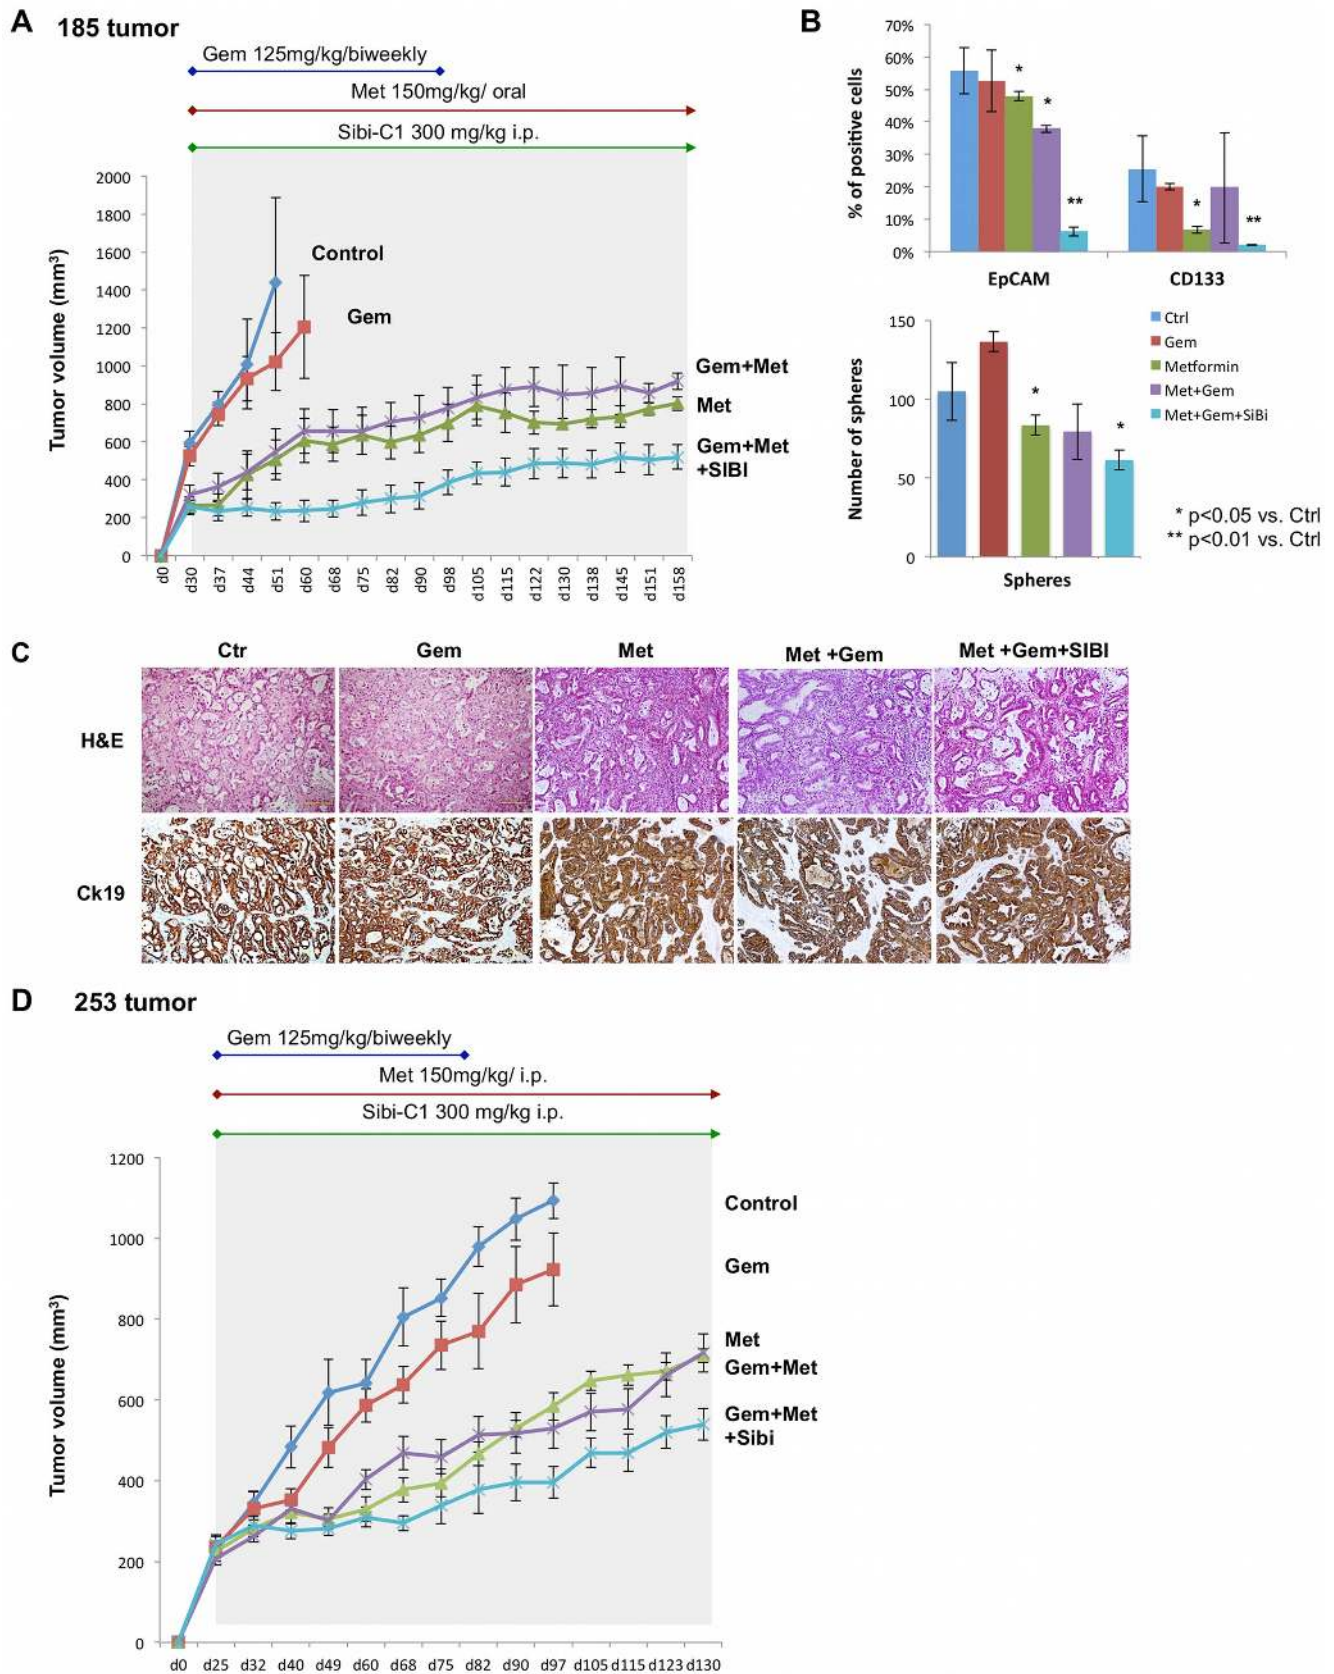 A 185 tumor
Gem 125mg/kg/biweekly
Met 150mg/kg/ oral
Sibi-C1 300 mg/kg i.p.
Tumor volume (mm³)
2000
1800
1600
1400
1200
1000
800
600
400
200
0
Control
Gem
Gem+Met
Met
Gem+Met
+SIBI
d0 d30 d37 d44 d51 d60 d68 d75 d82 d90 d98 d105 d115 d122 d130 d138 d145 d151 d158
B
% of positive cells
70%
60%
50%
40%
30%
20%
10%
0%
* * ** * **
EpCAM CD133
Number of spheres
150
100
50
0
* *
Spheres
Ctrl
Gem
Metformin
Met+Gem
Met+Gem+SiBi
* p<0.05 vs. Ctrl
** p<0.01 vs. Ctrl
C
Ctr Gem Met Met +Gem Met +Gem+SIBI
H&E
Ck19
D 253 tumor
Gem 125mg/kg/biweekly
Met 150mg/kg/ i.p.
Sibi-C1 300 mg/kg i.p.
Tumor volume (mm³)
1200
1000
800
600
400
200
0
Control
Gem
Met
Gem+Met
Gem+Met
+Sibi
d0 d25 d32 d40 d49 d60 d68 d75 d82 d90 d97 d105 d115 d123 d130